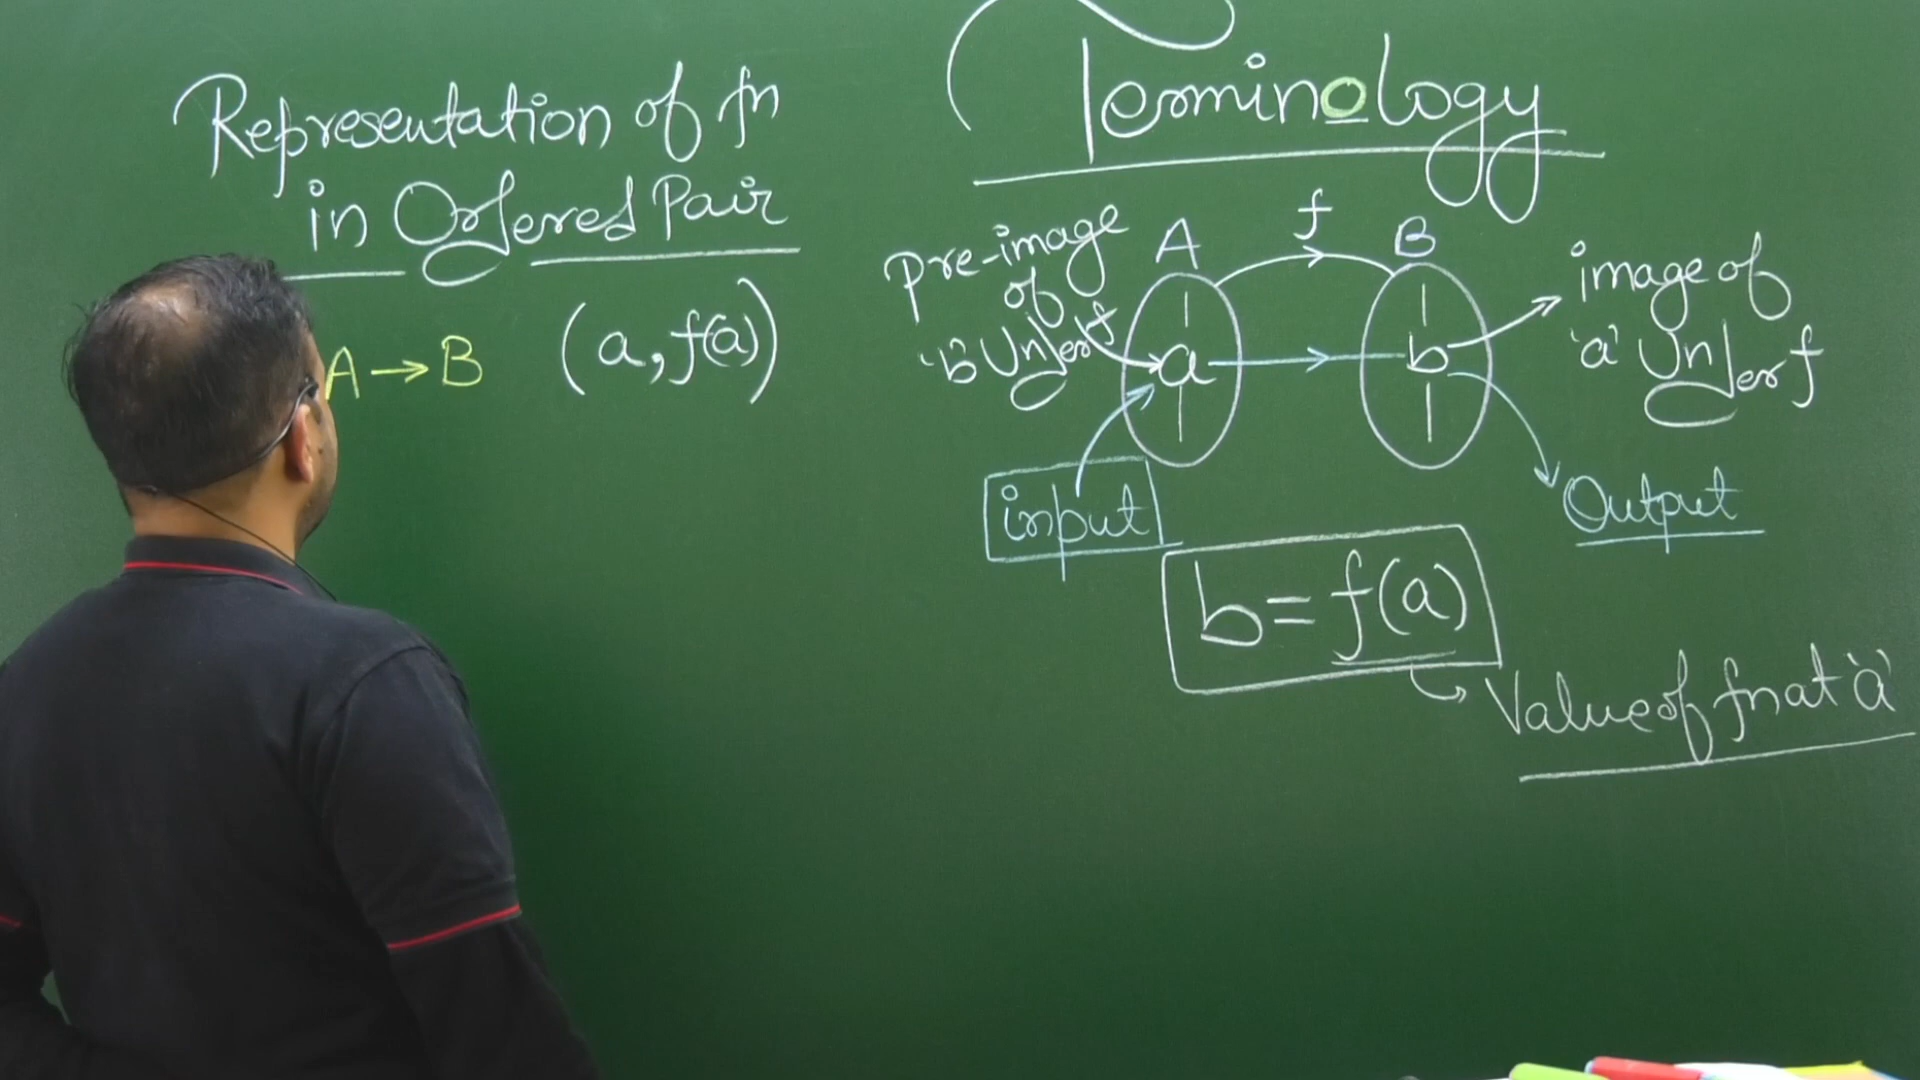 Representation of fn
in Ordered Pair
A → B (a, f(a))
Terminology
A f B
pre-image
of
'b' Under f
a
b
image of
'a' Under f
input
Output
b = f(a)
Value of fn at 'a'